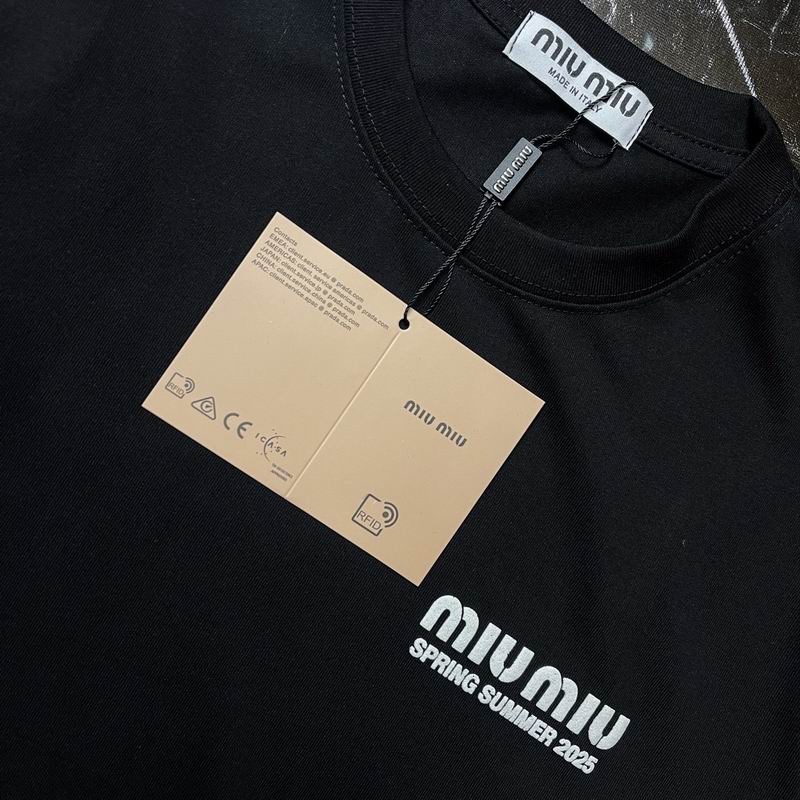 MIU MIU
MADE IN ITALY
MIU MIU
Contacts
EMEA: client.service.eu @ prada.com
AMERICAS: client. service americas @ prada.com
JAPAN: client.service.jp @ prada.com
CHINA: client.service.china @ prada.com
APAC: client.service.apac @ prada.com
RFID
CE
ICASA
MIU MIU
RFID
MIU MIU
SPRING SUMMER 2025